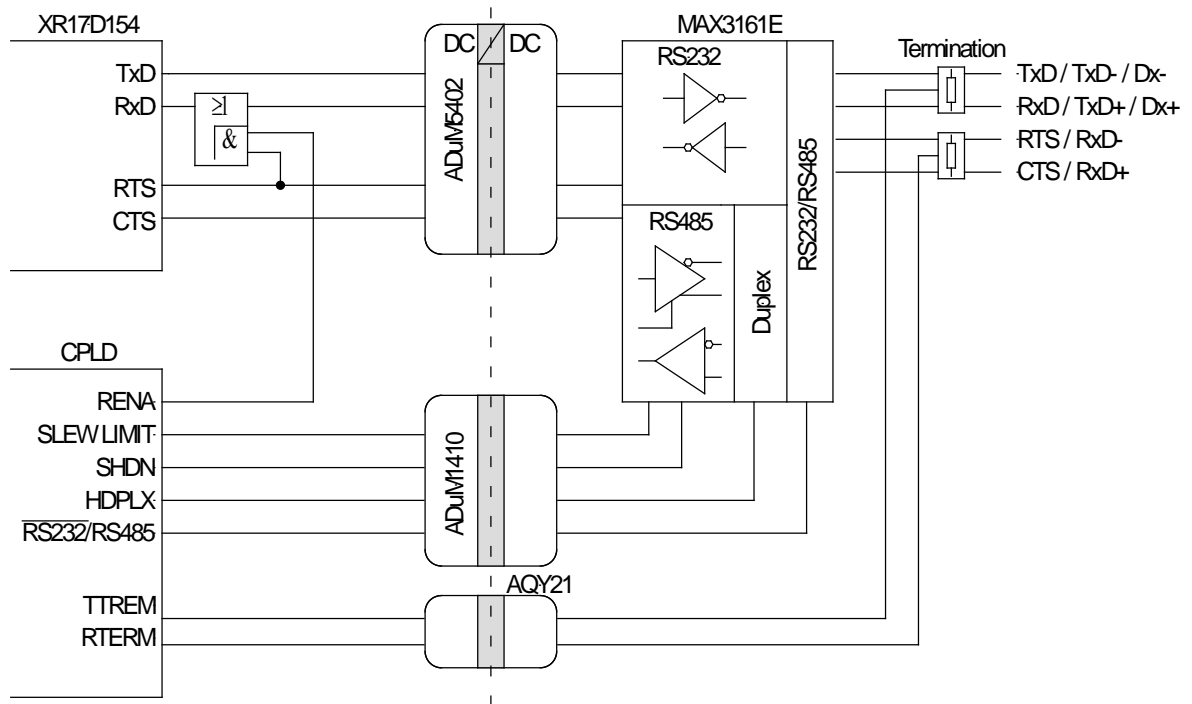 XR17D154
MAX3161E
DC DC
Termination
RS232
TxD
TxD / TxD- / Dx-
RxD
≥1
RxD / TxD+ / Dx+
&
RTS / RxD-
ADuM5402
CTS / RxD+
RTS
CTS
RS485
RS232/RS485
Duplex
CPLD
RENA
SLEW LIMIT
SHDN
ADuM1410
HDPLX
RS232/RS485
AQY21
TTREM
RTERM